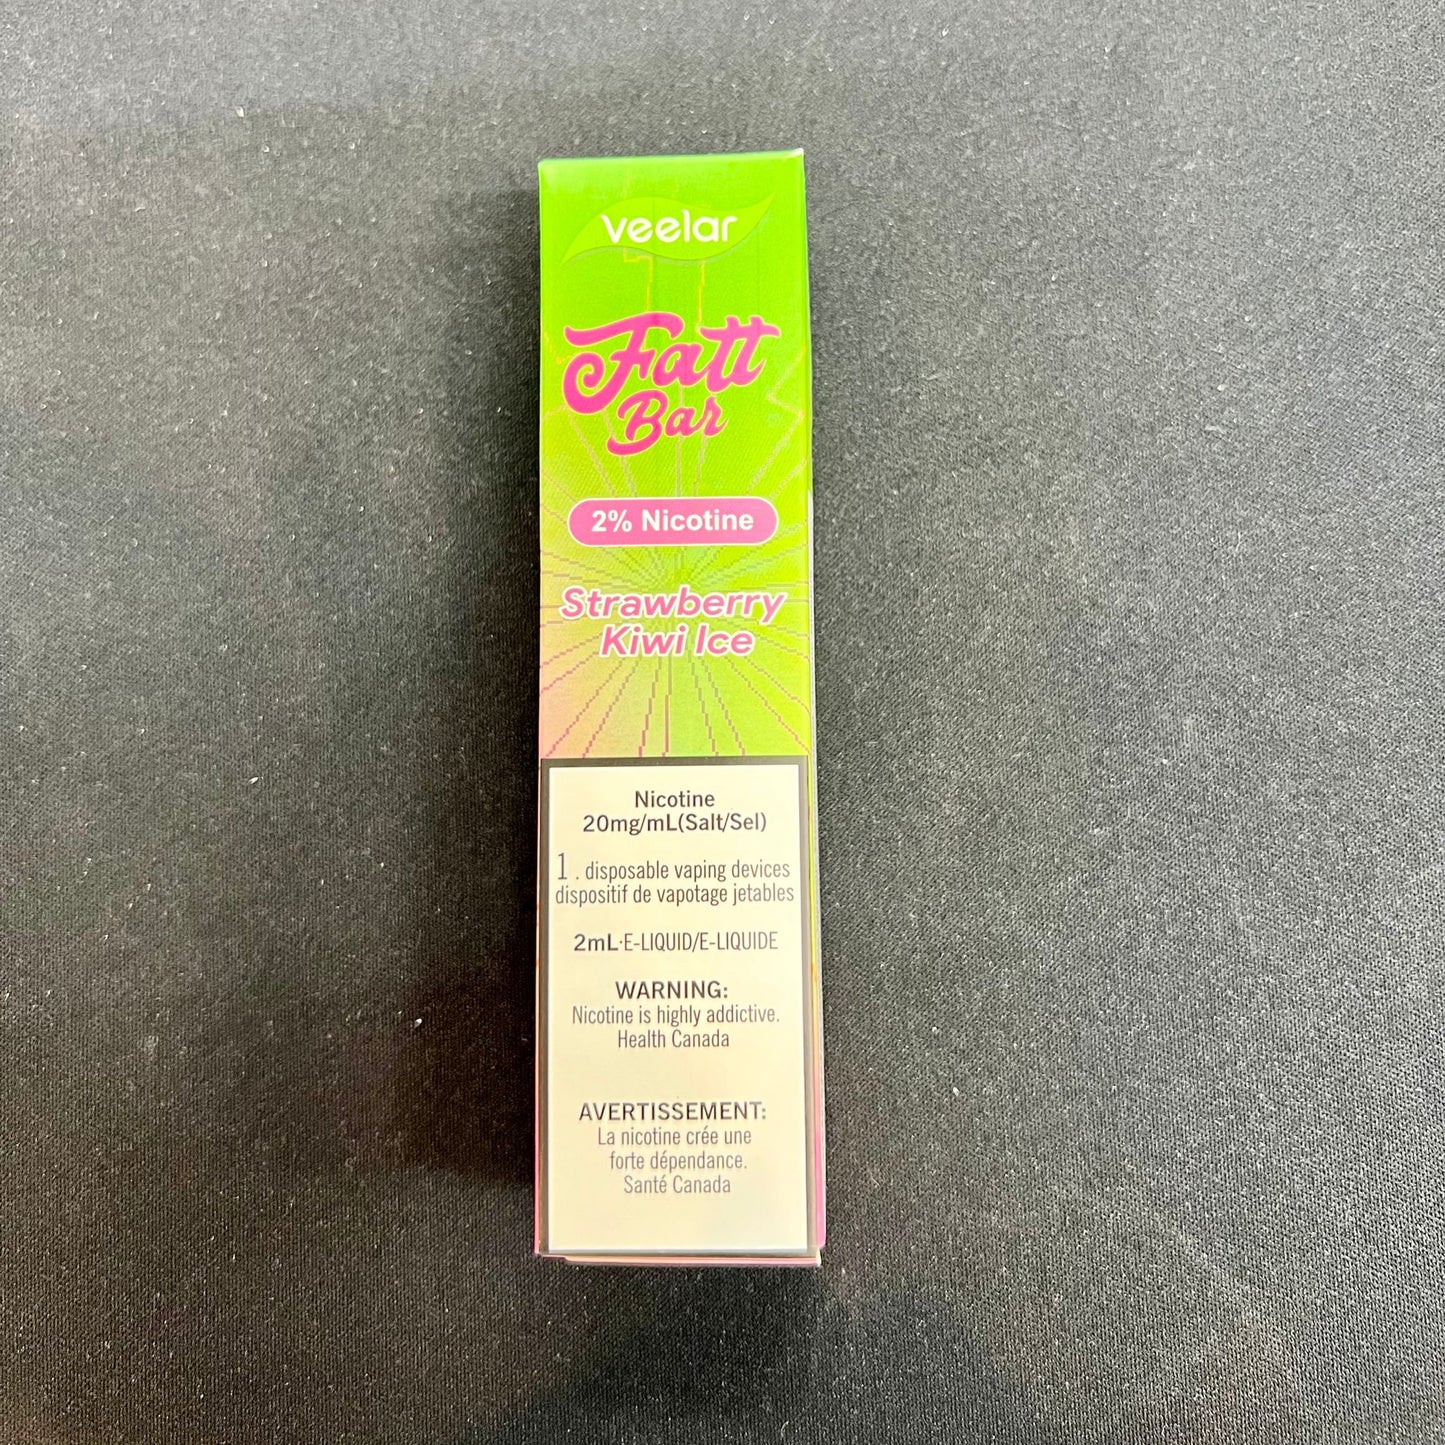 veelar
Fatt
Bar
2% Nicotine
Strawberry
Kiwi Ice
Nicotine
20mg/mL(Salt/Sel)
1 . disposable vaping devices
dispositif de vapotage jetables
2mL·E-LIQUID/E-LIQUIDE
WARNING:
Nicotine is highly addictive.
Health Canada
AVERTISSEMENT:
La nicotine crée une
forte dépendance.
Santé Canada